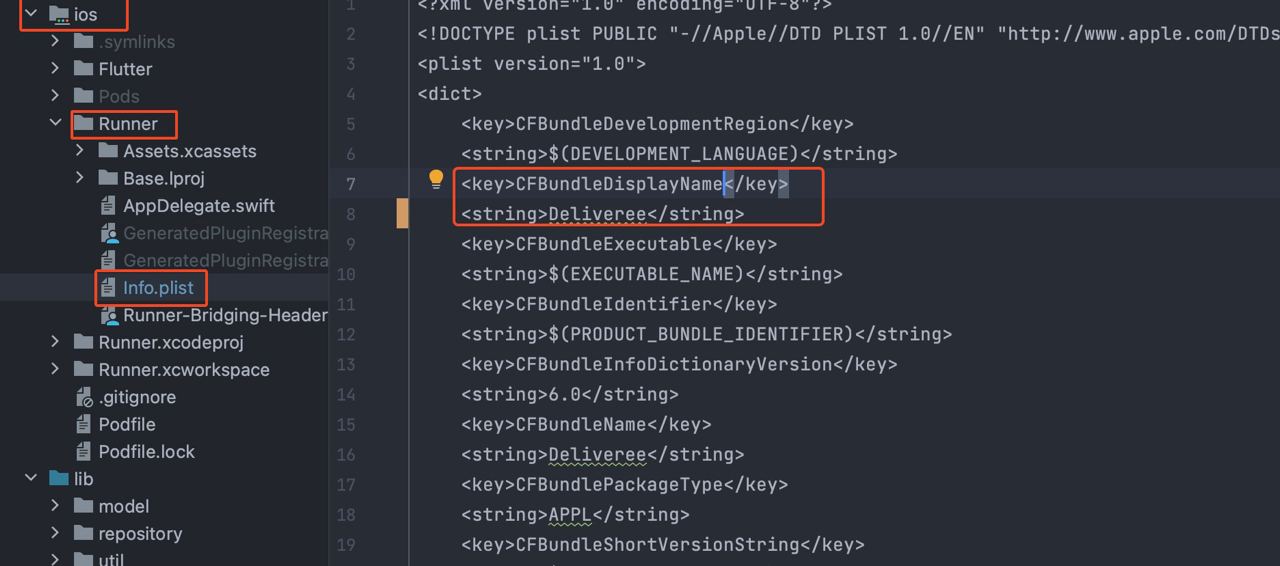 ios
.symlinks
Flutter
Pods
Runner
Assets.xcassets
Base.lproj
AppDelegate.swift
GeneratedPluginRegistra
GeneratedPluginRegistra
Info.plist
Runner-Bridging-Header
Runner.xcodeproj
Runner.xcworkspace
.gitignore
Podfile
Podfile.lock
lib
model
repository
util
1 <?xml version="1.0" encoding="UTF-8"?>
2 <!DOCTYPE plist PUBLIC "-//Apple//DTD PLIST 1.0//EN" "http://www.apple.com/DTDs
3 <plist version="1.0">
4 <dict>
5 <key>CFBundleDevelopmentRegion</key>
6 <string>$(DEVELOPMENT_LANGUAGE)</string>
7 <key>CFBundleDisplayName</key>
8 <string>Deliveree</string>
9 <key>CFBundleExecutable</key>
10 <string>$(EXECUTABLE_NAME)</string>
11 <key>CFBundleIdentifier</key>
12 <string>$(PRODUCT_BUNDLE_IDENTIFIER)</string>
13 <key>CFBundleInfoDictionaryVersion</key>
14 <string>6.0</string>
15 <key>CFBundleName</key>
16 <string>Deliveree</string>
17 <key>CFBundlePackageType</key>
18 <string>APPL</string>
19 <key>CFBundleShortVersionString</key>